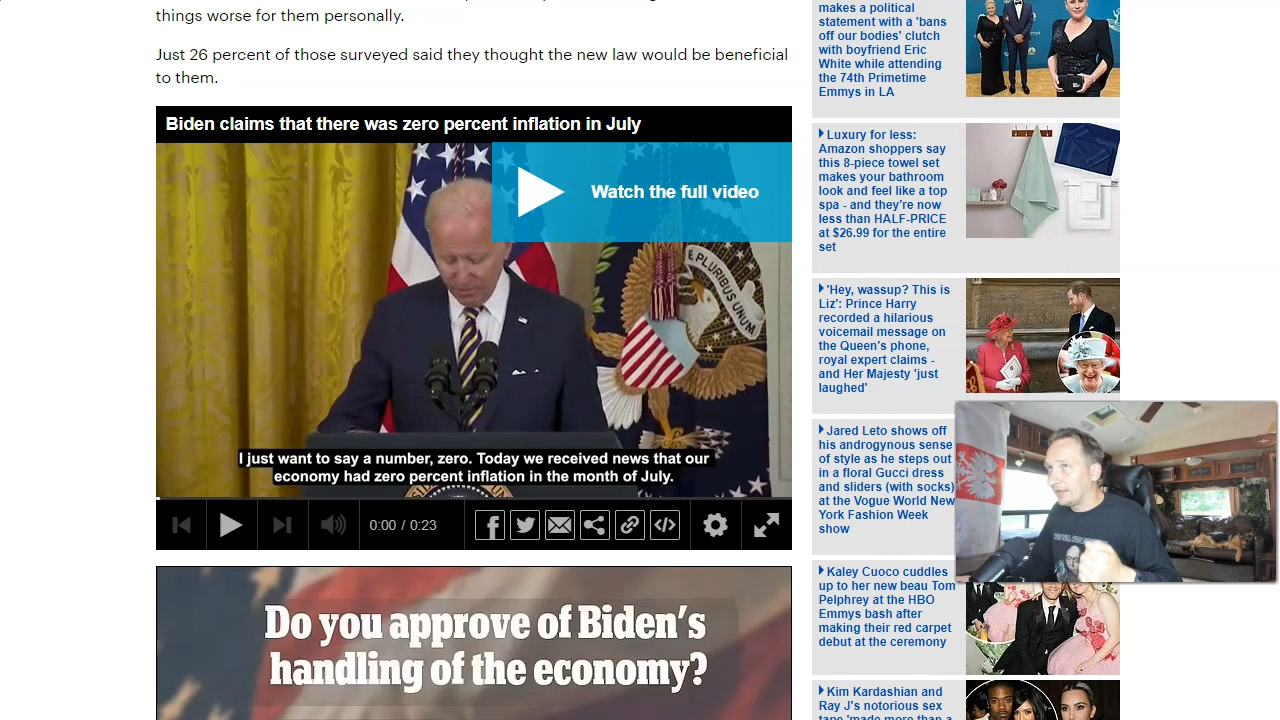 things worse for them personally.
Just 26 percent of those surveyed said they thought the new law would be beneficial
to them.
Biden claims that there was zero percent inflation in July
Watch the full video
E PLURIBUS UNUM
I just want to say a number, zero. Today we received news that our
economy had zero percent inflation in the month of July.
0:00 / 0:23
Do you approve of Biden's
handling of the economy?
makes a political
statement with a 'bans
off our bodies' clutch
with boyfriend Eric
White while attending
the 74th Primetime
Emmys in LA
Luxury for less:
Amazon shoppers say
this 8-piece towel set
makes your bathroom
look and feel like a top
spa - and they're now
less than HALF-PRICE
at $26.99 for the entire
set
'Hey, wassup? This is
Liz': Prince Harry
recorded a hilarious
voicemail message on
the Queen's phone,
royal expert claims -
and Her Majesty 'just
laughed'
Jared Leto shows off
his androgynous sense
of style as he steps out
in a floral Gucci dress
and sliders (with socks)
at the Vogue World New
York Fashion Week
show
Kaley Cuoco cuddles
up to her new beau Tom
Pelphrey at the HBO
Emmys bash after
making their red carpet
debut at the ceremony
Kim Kardashian and
Ray J's notorious sex
tape 'made more than a